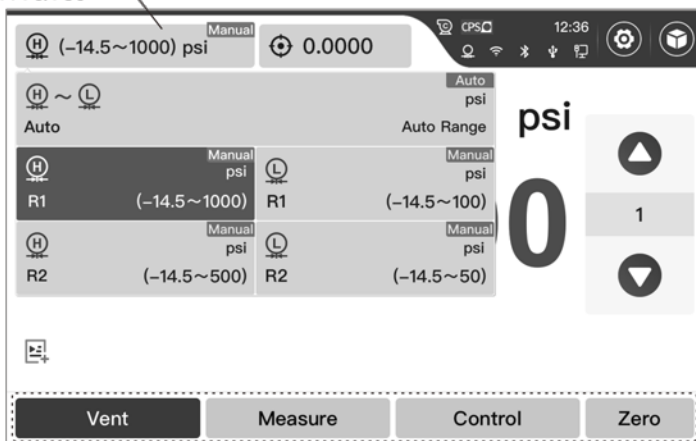 Manual
H (−14.5~1000) psi
0.0000
CPS
12:36
H ~ L
Auto
psi
Auto
Auto Range
psi
H
Manual
psi
R1
(−14.5~1000)
L
Manual
psi
R1
(−14.5~100)
H
Manual
psi
R2
(−14.5~500)
L
Manual
psi
R2
(−14.5~50)
0
1
Vent
Measure
Control
Zero